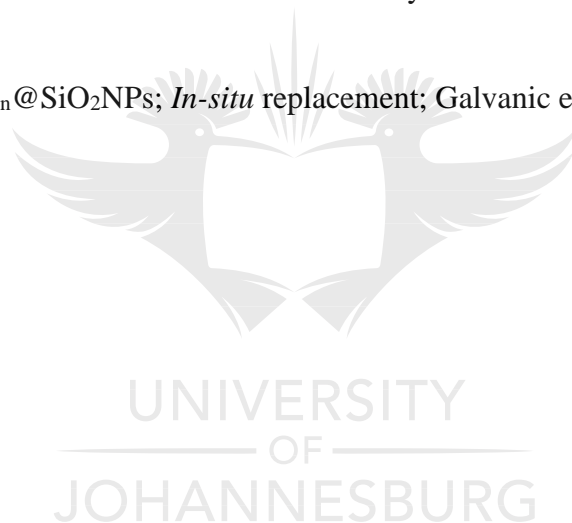 n@SiO2NPs; In-situ replacement; Galvanic e
UNIVERSITY
OF
JOHANNESBURG